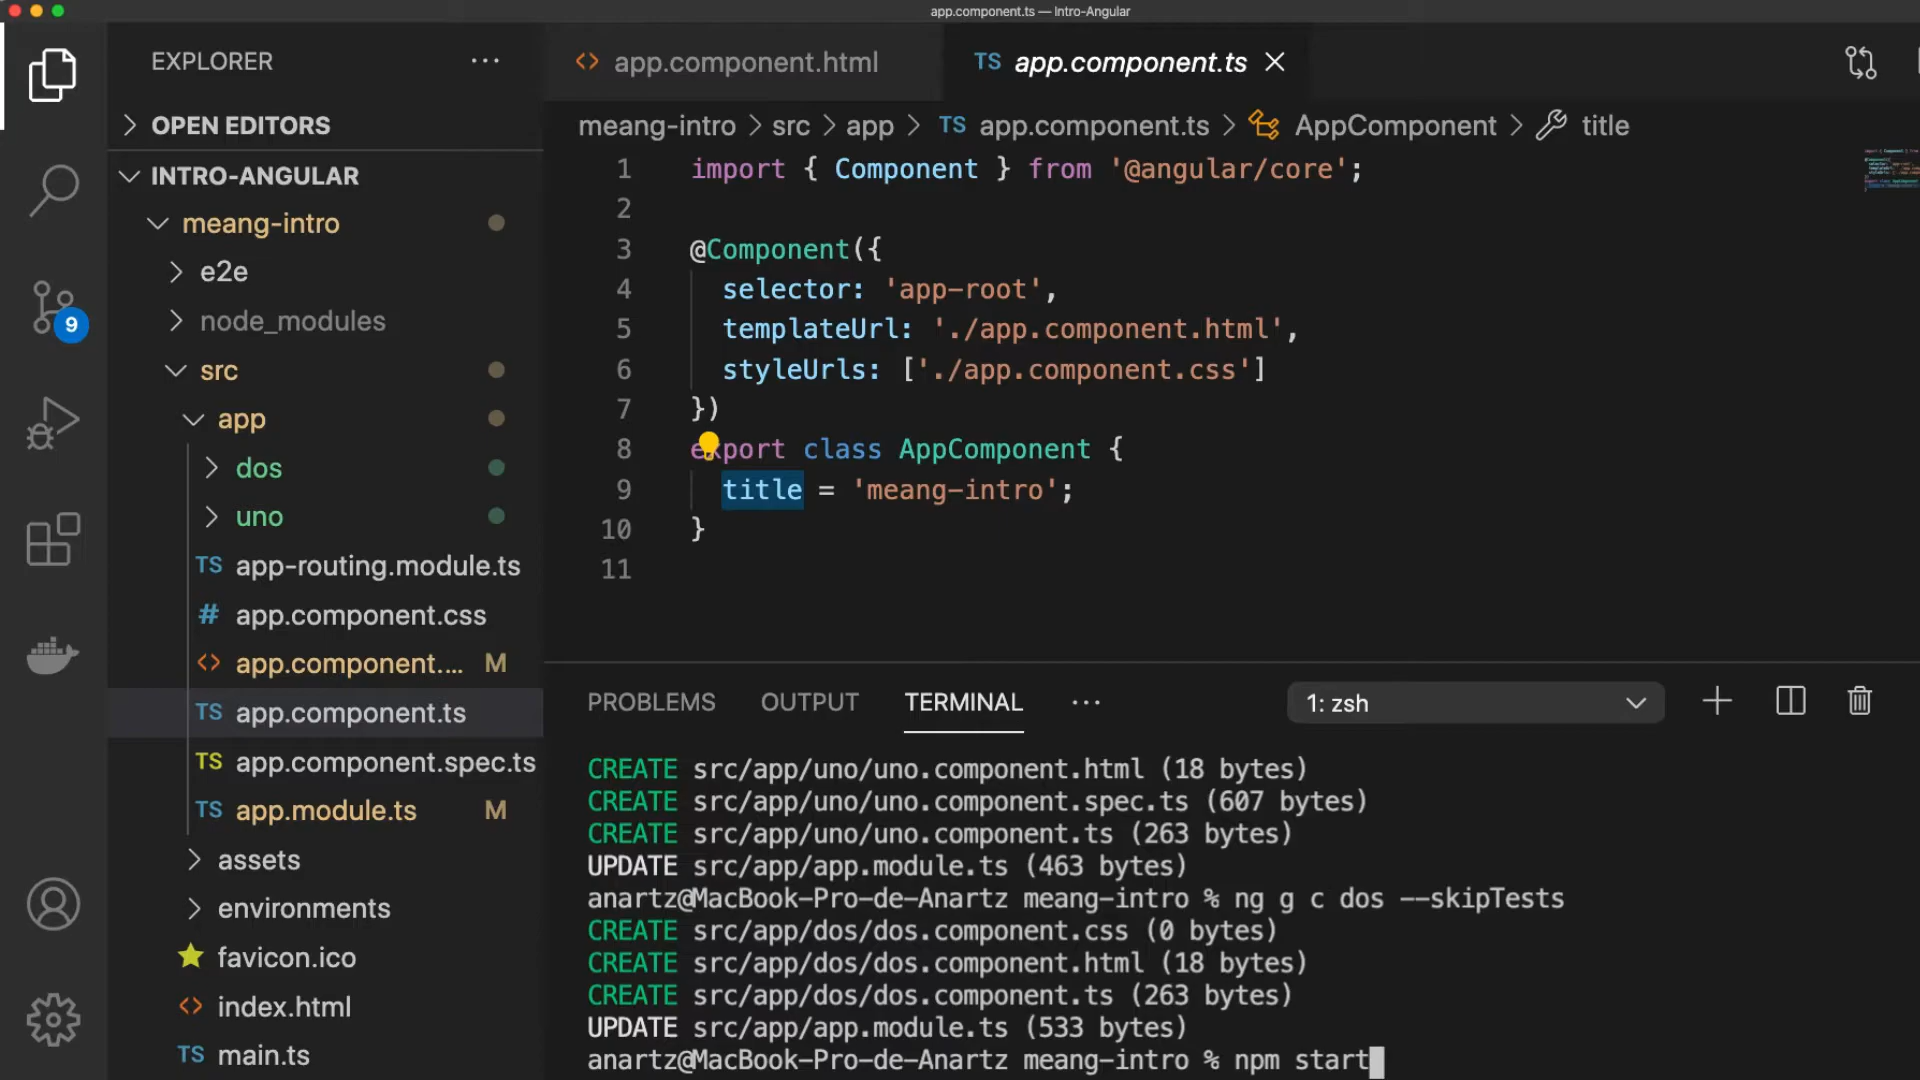 app.component.ts — Intro-Angular
EXPLORER
OPEN EDITORS
INTRO-ANGULAR
meang-intro
e2e
node_modules
src
app
dos
uno
TS app-routing.module.ts
# app.component.css
<> app.component.... M
TS app.component.ts
TS app.component.spec.ts
TS app.module.ts M
assets
environments
favicon.ico
<> index.html
TS main.ts
9
<> app.component.html
TS app.component.ts
meang-intro > src > app > TS app.component.ts > AppComponent > title
1 import { Component } from '@angular/core';
2
3 @Component({
4 selector: 'app-root',
5 templateUrl: './app.component.html',
6 styleUrls: ['./app.component.css']
7 })
8 export class AppComponent {
9 title = 'meang-intro';
10 }
11
PROBLEMS OUTPUT TERMINAL ... 1: zsh
CREATE src/app/uno/uno.component.html (18 bytes)
CREATE src/app/uno/uno.component.spec.ts (607 bytes)
CREATE src/app/uno/uno.component.ts (263 bytes)
UPDATE src/app/app.module.ts (463 bytes)
anartz@MacBook-Pro-de-Anartz meang-intro % ng g c dos --skipTests
CREATE src/app/dos/dos.component.css (0 bytes)
CREATE src/app/dos/dos.component.html (18 bytes)
CREATE src/app/dos/dos.component.ts (263 bytes)
UPDATE src/app/app.module.ts (533 bytes)
anartz@MacBook-Pro-de-Anartz meang-intro % npm start